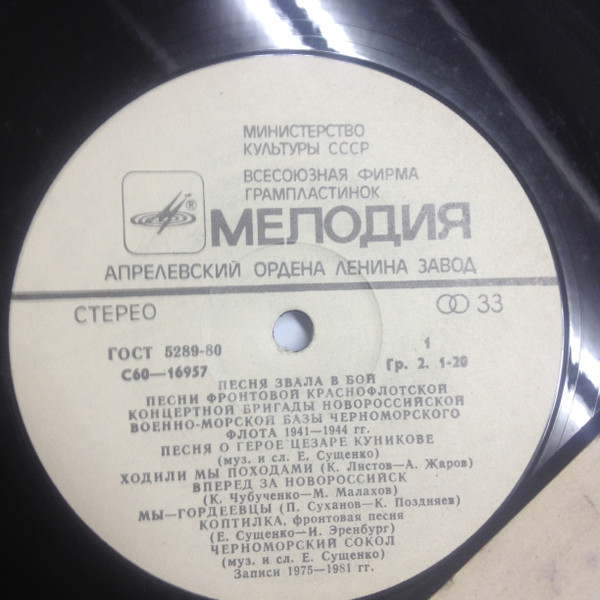 МИНИСТЕРСТВО
КУЛЬТУРЫ СССР
ВСЕСОЮЗНАЯ ФИРМА
ГРАМПЛАСТИНОК
®
МЕЛОДИЯ
АПРЕЛЕВСКИЙ ОРДЕНА ЛЕНИНА ЗАВОД
СТЕРЕО
33
ГОСТ 5289-80
1
С60—16957
Гр. 2. 1-20
ПЕСНЯ ЗВАЛА В БОЙ
ПЕСНИ ФРОНТОВОЙ КРАСНОФЛОТСКОЙ
КОНЦЕРТНОЙ БРИГАДЫ НОВОРОССИЙСКОЙ
ВОЕННО-МОРСКОЙ БАЗЫ ЧЕРНОМОРСКОГО
ФЛОТА 1941—1944 гг.
ПЕСНЯ О ГЕРОЕ ЦЕЗАРЕ КУНИКОВЕ
(муз. и сл. Е. Сущенко)
ХОДИЛИ МЫ ПОХОДАМИ (К. Листов—А. Жаров)
ВПЕРЕД ЗА НОВОРОССИЙСК
(К. Чубученко—М. Малахов)
МЫ—ГОРДЕЕВЦЫ (П. Суханов—К. Поздняев)
КОПТИЛКА, фронтовая песня
(Е. Сущенко—И. Эренбург)
ЧЕРНОМОРСКИЙ СОКОЛ
(муз. и сл. Е. Сущенко)
Записи 1975—1981 гг.